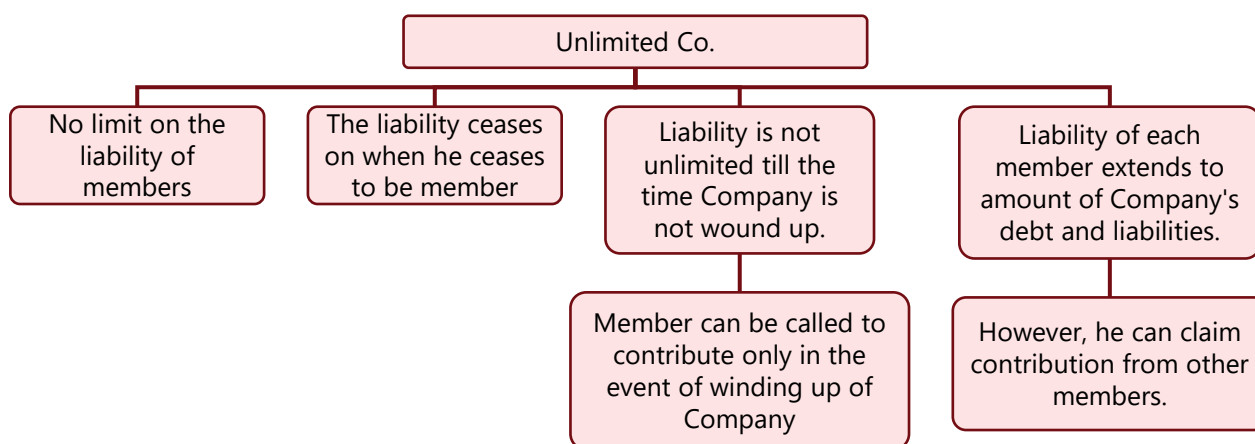 Unlimited Co.
No limit on the
liability of
members
The liability ceases
on when he ceases
to be member
Liability is not
unlimited till the
time Company is
not wound up.
Liability of each
member extends to
amount of Company's
debt and liabilities.
Member can be called to
contribute only in the
event of winding up of
Company
However, he can claim
contribution from other
members.